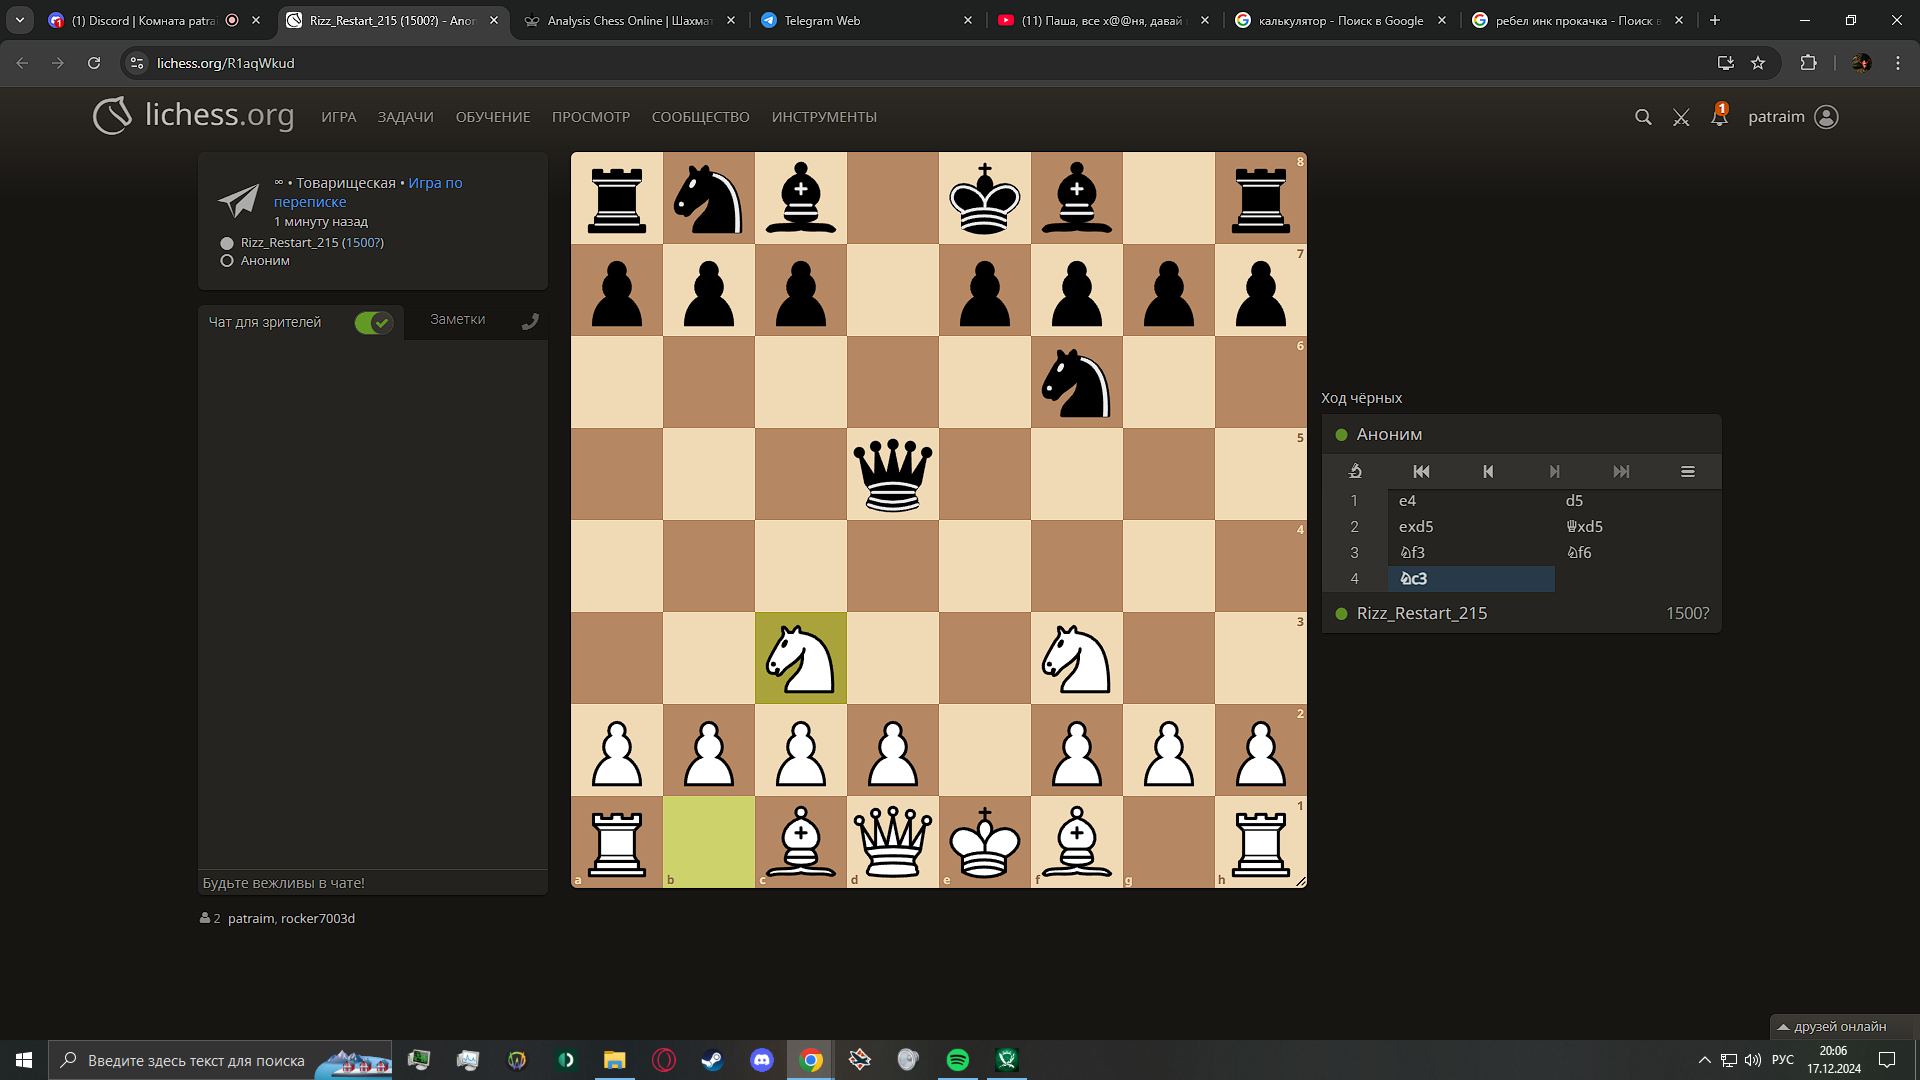 (1) Discord | Комната patrai
Rizz_Restart_215 (1500?) - Anon
Analysis Chess Online | Шахмат
Telegram Web
(11) Паша, все х@@ня, давай
калькулятор - Поиск в Google
ребел инк прокачка - Поиск в
lichess.org/R1aqWkud
lichess.org
ИГРА
ЗАДАЧИ
ОБУЧЕНИЕ
ПРОСМОТР
СООБЩЕСТВО
ИНСТРУМЕНТЫ
1
patraim
∞ • Товарищеская • Игра по
переписке
1 минуту назад
Rizz_Restart_215 (1500?)
Аноним
Чат для зрителей
Заметки
Будьте вежливы в чате!
2 patraim, rocker7003d
8
7
6
5
4
3
2
1
a
b
c
d
e
f
g
h
Ход чёрных
Аноним
1 e4 d5
2 exd5 ♕xd5
3 ♘f3 ♘f6
4 ♘c3
Rizz_Restart_215 1500?
друзей онлайн
Введите здесь текст для поиска
РУС
20:06
17.12.2024